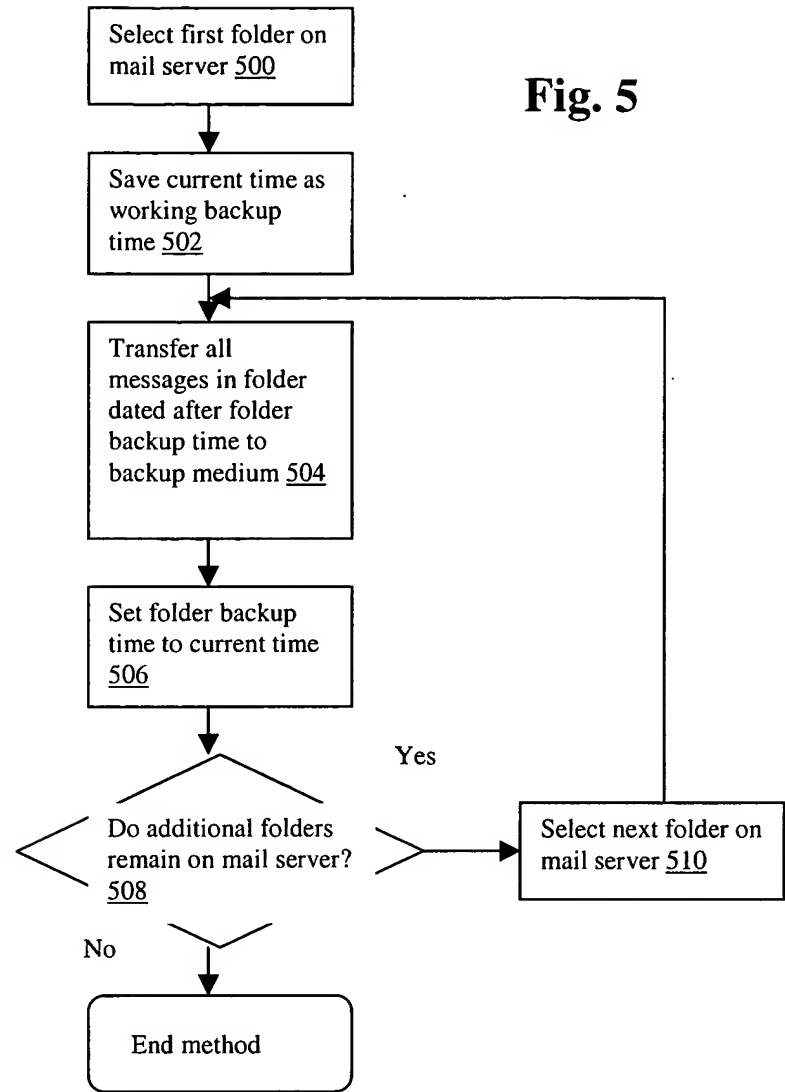 Select first folder on
mail server 500
Fig. 5
Save current time as
working backup
time 502
Transfer all
messages in folder
dated after folder
backup time to
backup medium 504
Set folder backup
time to current time
506
Yes
Do additional folders
remain on mail server?
508
Select next folder on
mail server 510
No
End method